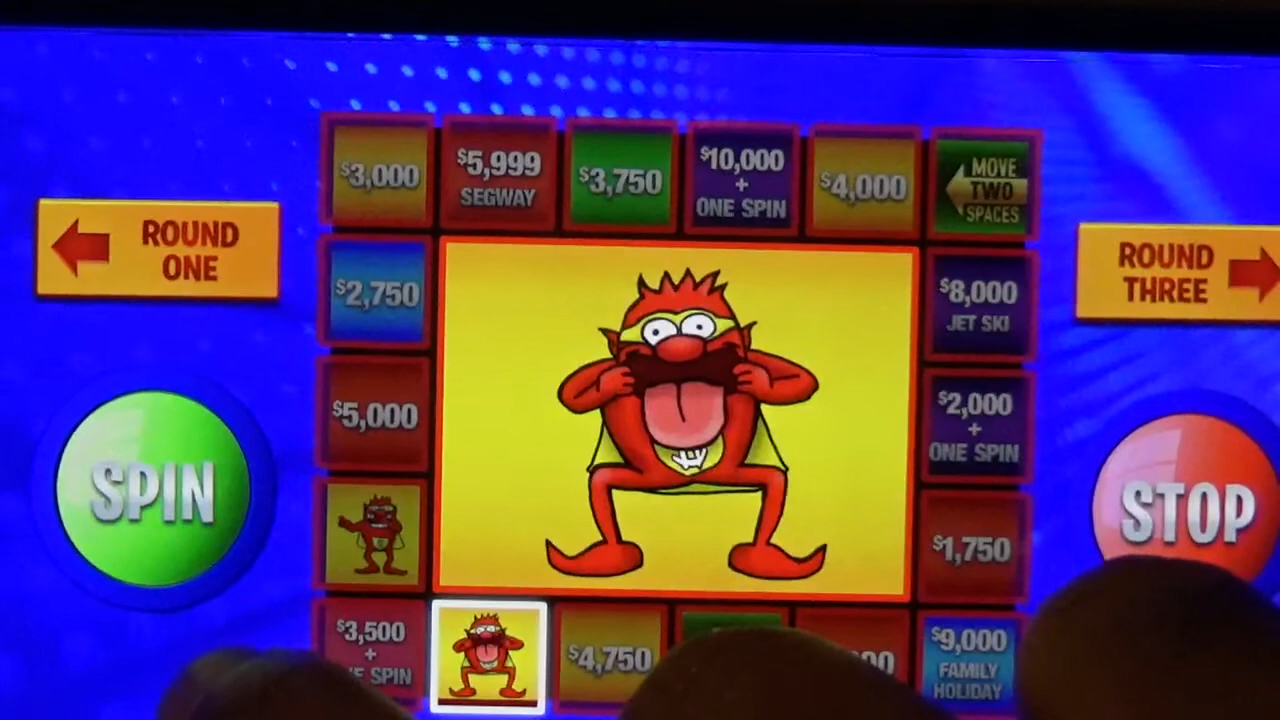 $3,000
$5,999
SEGWAY
$3,750
$10,000
+
ONE SPIN
$4,000
MOVE
TWO
SPACES
ROUND
ONE
$2,750
$8,000
JET SKI
ROUND
THREE
$5,000
$2,000
+
ONE SPIN
SPIN
$1,750
STOP
$3,500
+
SPIN
$4,750
$9,000
FAMILY
HOLIDAY